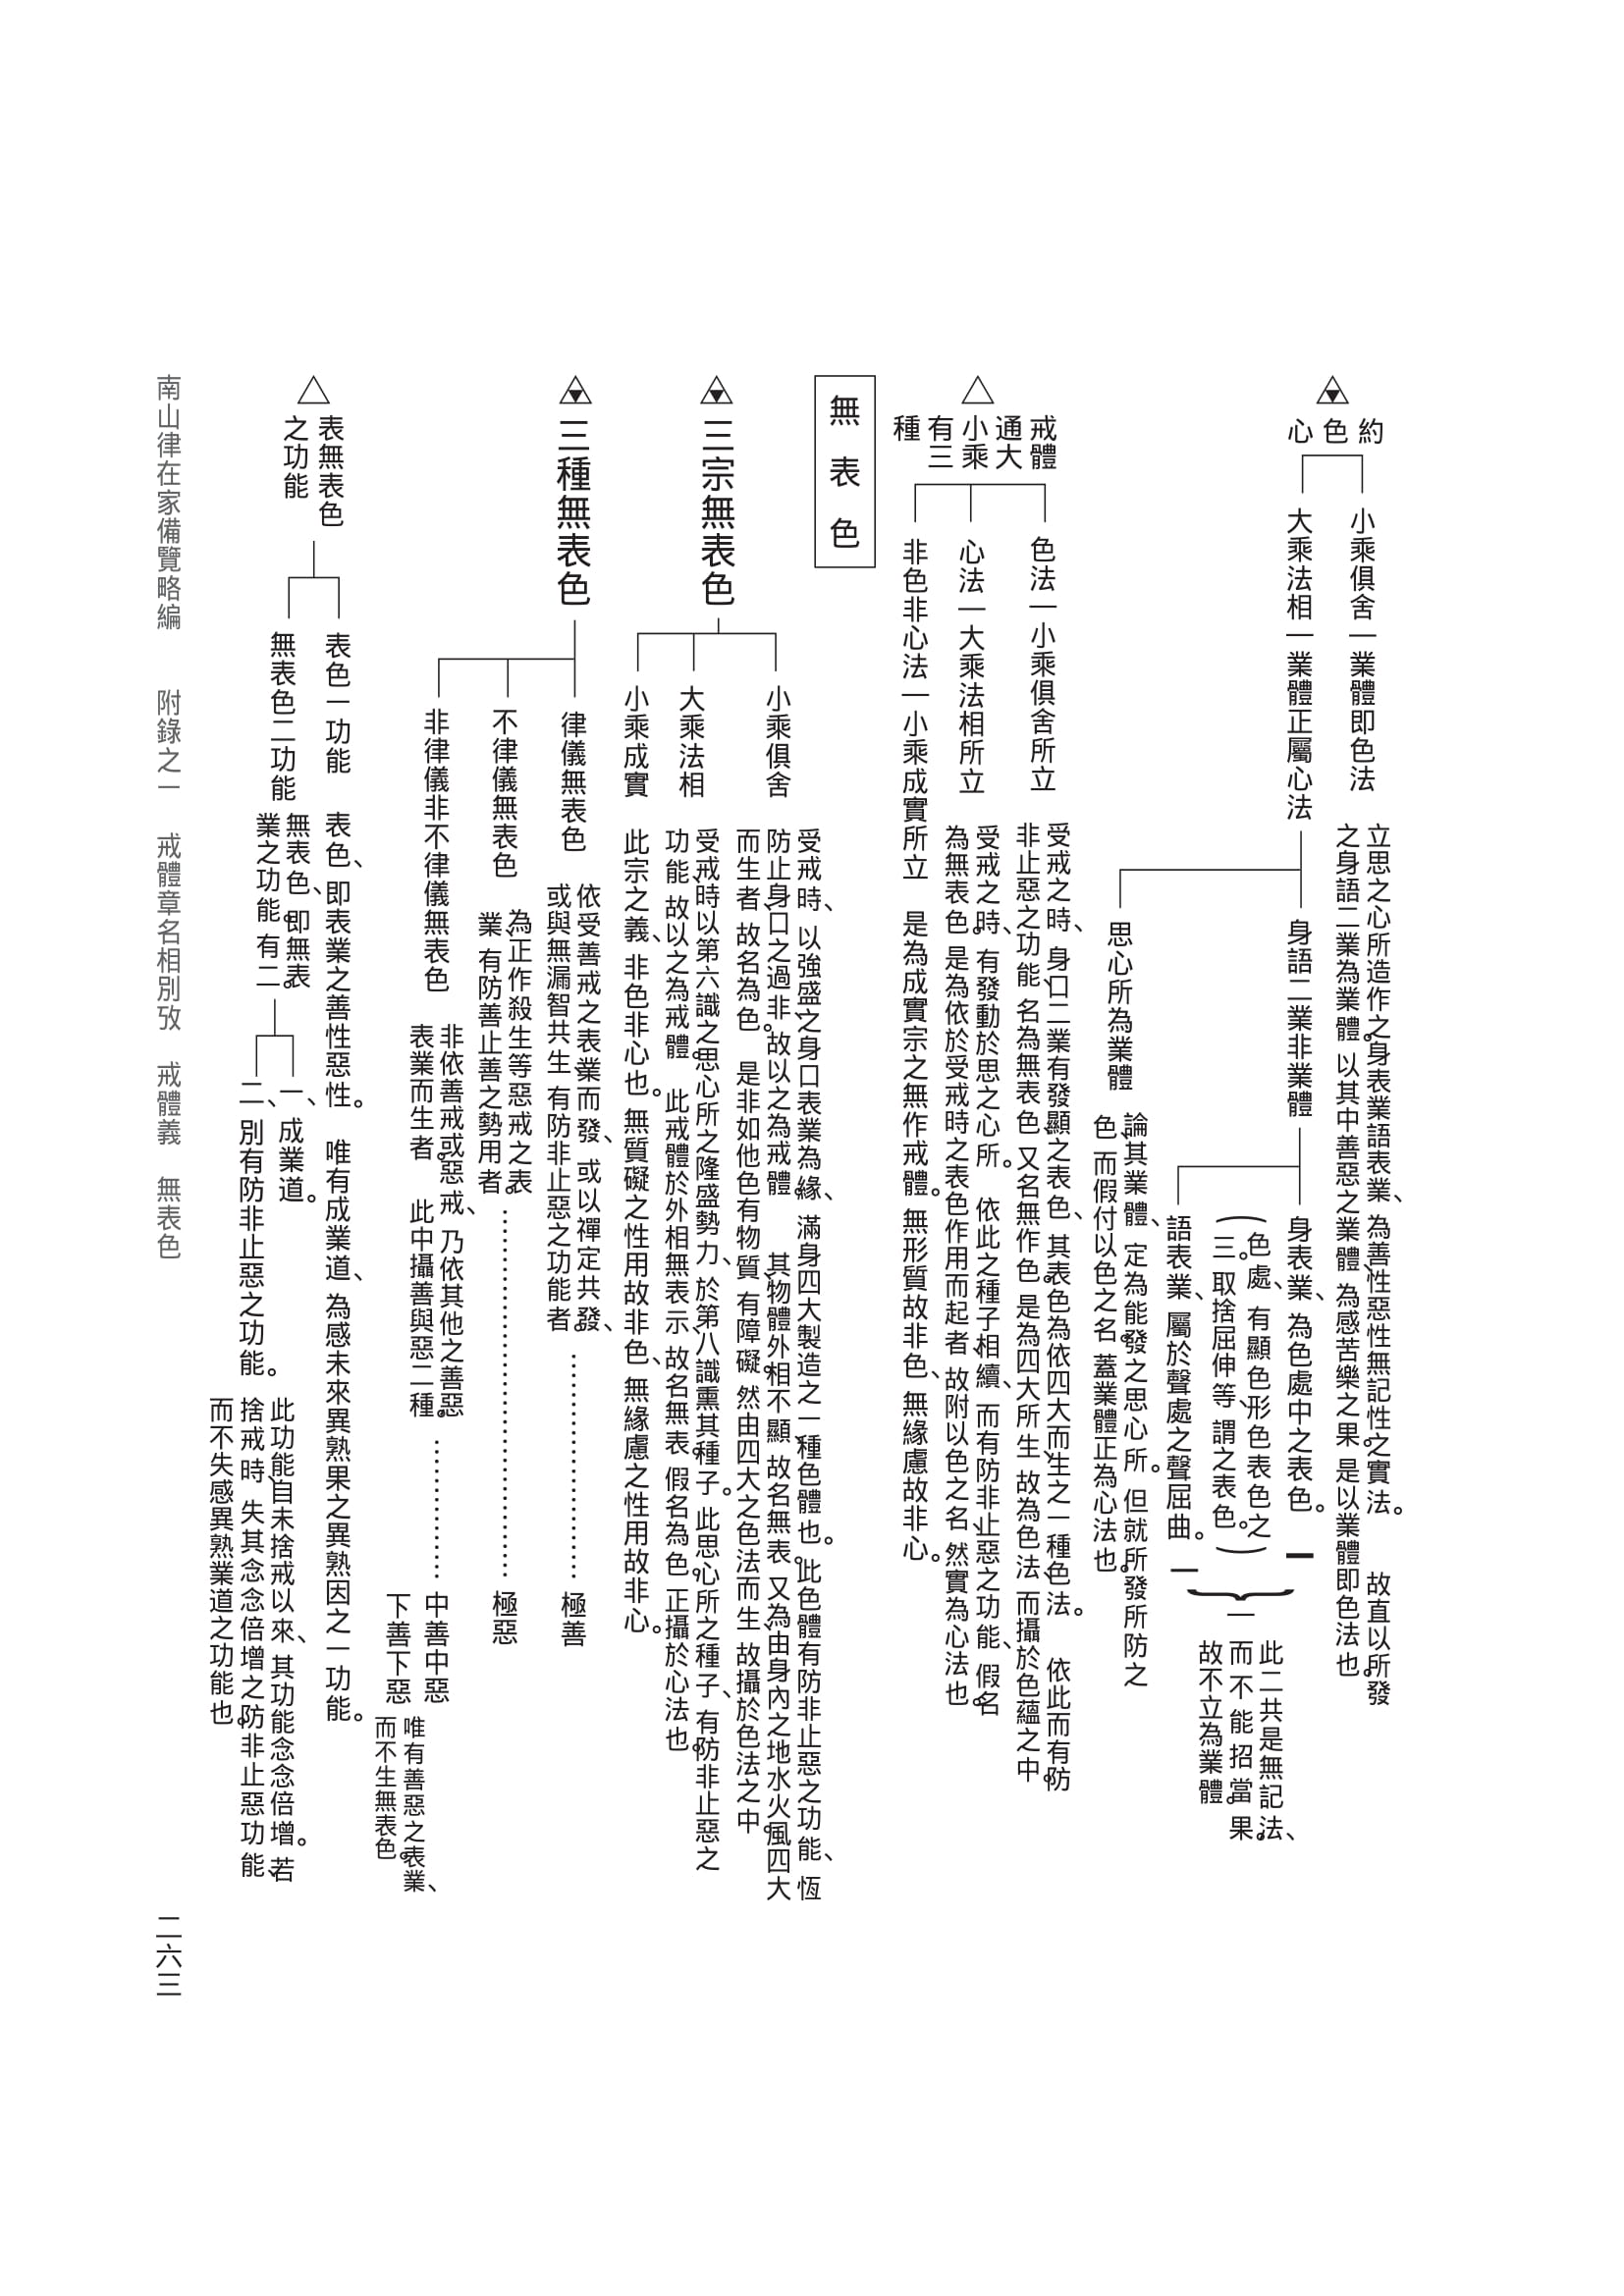 約
色
心
小乘俱舍—業體即色法
立思之心所造作之身表業語表業、為善性惡性無記性之實法。故直以所發
之身語二業為業體。以其中善惡之業體、為感苦樂之果。是以業體即色法也。
大乘法相—業體正屬心法
身語二業非業體
身表業、為色處中之表色。
(色處、有顯色形色表色之
三。取捨屈伸等、謂之表色。)
語表業、屬於聲處之聲屈曲。
此二共是無記法、
而不能招當果。
故不立為業體。
思心所為業體
論其業體、定為能發之思心所。但就所發所防之
色、而假付以色之名。蓋業體正為心法也。
戒體
通大
小乘
有三
種
色法—小乘俱舍所立
受戒之時、身口二業有發顯之表色、其表色為依四大而生之一種色法。依此而有防
非止惡之功能、名為無表色、又名無作色。是為四大所生、故為色法、而攝於色蘊之中。
心法—大乘法相所立
受戒之時、有發動於思之心所。依此之種子相續、而有防非止惡之功能、假名
為無表色。是為依於受戒時之表色作用而起者、故附以色之名、然實為心法也。
非色非心法—小乘成實所立
是為成實宗之無作戒體。無形質故非色、無緣慮故非心。
無表色
三宗無表色
小乘俱舍
受戒時、以強盛之身口表業為緣、滿身四大製造之一種色體也。此色體有防非止惡之功能、恆
防止身口之過非、故以之為戒體。其物體外相不顯、故名無表。又為由身內之地水火風四大
而生者、故名為色。是非如他色有物質、有障礙。然由四大之色法而生、故攝於色法之中。
大乘法相
受戒時以第六識之思心所之隆盛勢力、於第八識熏其種子。此思心所之種子、有防非止惡之
功能、故以之為戒體。此戒體於外相無表示、故名無表。假名為色。正攝於心法也。
小乘成實
此宗之義、非色非心也。無質礙之性用故非色、無緣慮之性用故非心。
三種無表色
律儀無表色
依受善戒之表業而發、或以禪定共發、
或與無漏智共生、有防非止惡之功能者。
極善
不律儀無表色
為正作殺生等惡戒之表
業、有防善止善之勢用者。
極惡
非律儀非不律儀無表色
非依善戒或惡戒、乃依其他之善惡
表業而生者。此中攝善與惡二種。
中善中惡
下善下惡
唯有善惡之表業、
而不生無表色。
表無表色
之功能
表色一功能
表色、即表業之善性惡性。唯有成業道、為感未來異熟果之異熟因之一功能。
無表色二功能
無表色、即無表
業之功能。有二。
一、成業道。
二、別有防非止惡之功能。
此功能自未捨戒以來、其功能念念倍增。若
捨戒時、失其念念倍增之防非止惡功能、
而不失感異熟業道之功能也。
南山律在家備覽略編　附錄之一　戒體章名相別攷　戒體義　無表色
二六三